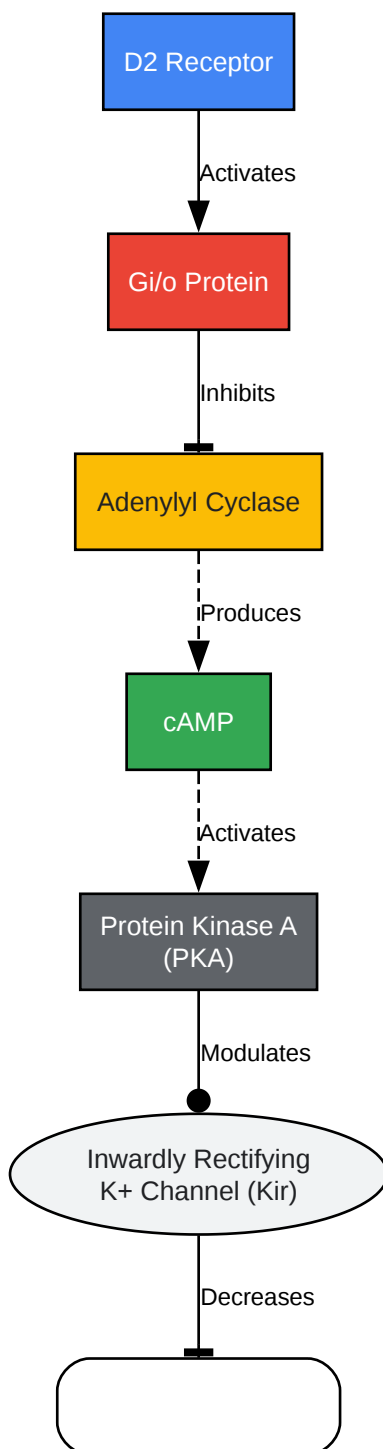 D2 Receptor
Activates
Gi/o Protein
Inhibits
Adenylyl Cyclase
Produces
cAMP
Activates
Protein Kinase A
(PKA)
Modulates
Inwardly Rectifying
K+ Channel (Kir)
Decreases